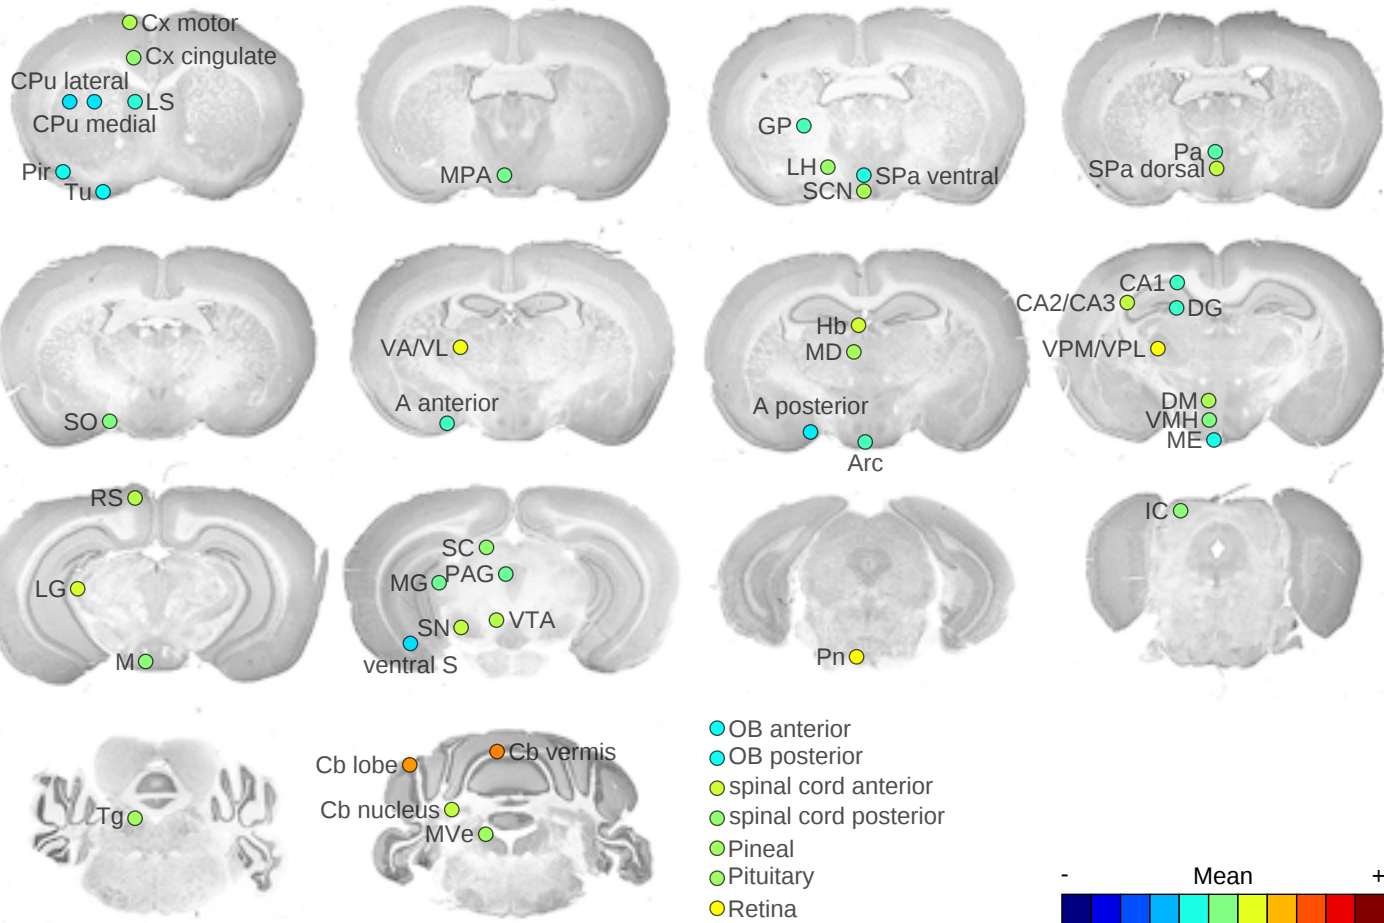 Cx motor
Cx cingulate
CPu lateral
LS
CPu medial
Pir
Tu
MPA
GP
LH
SPa ventral
SCN
Pa
SPa dorsal
SO
VA/VL
A anterior
Hb
MD
A posterior
Arc
CA1
CA2/CA3
DG
VPM/VPL
DM
VMH
ME
RS
LG
M
SC
MG
PAG
SN
VTA
ventral S
Pn
IC
Tg
Cb lobe
Cb vermis
Cb nucleus
MVe
OB anterior
OB posterior
spinal cord anterior
spinal cord posterior
Pineal
Pituitary
Retina
- Mean +